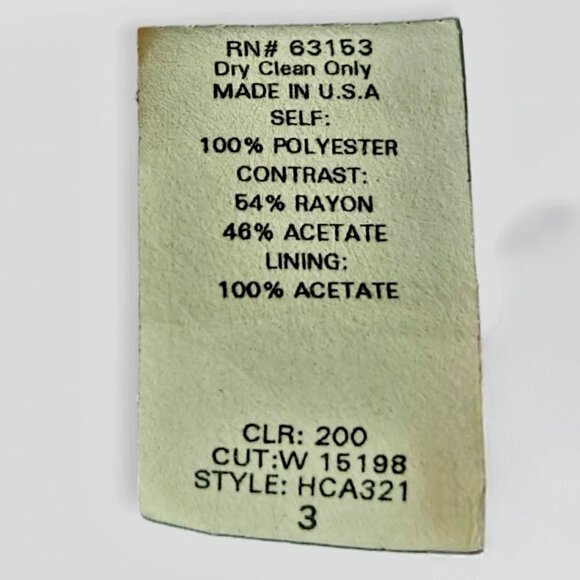 RN# 63153
Dry Clean Only
MADE IN U.S.A
SELF:
100% POLYESTER
CONTRAST:
54% RAYON
46% ACETATE
LINING:
100% ACETATE
CLR: 200
CUT:W 15198
STYLE: HCA321
3